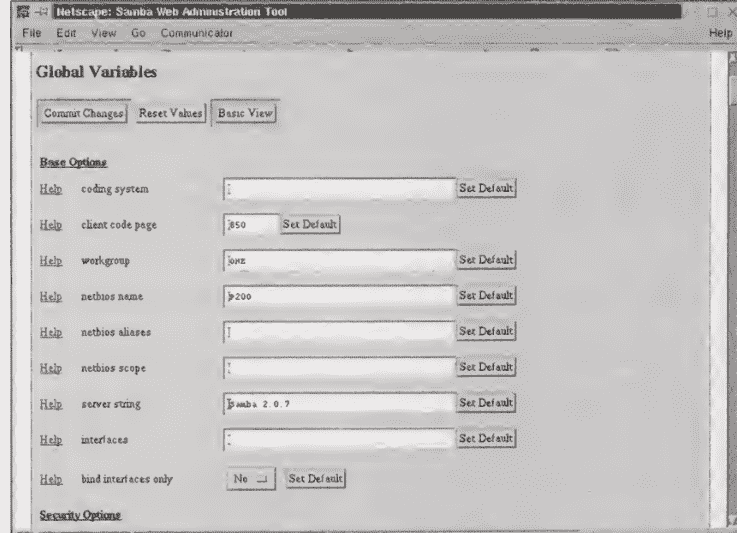 Netscape: Samba Web Administration Tool
File Edit View Go Communicator Help
Global Variables
Commit Changes Reset Values Basic View
Base Options
Help coding system Set Default
Help client code page 850 Set Default
Help workgroup ONE Set Default
Help netbios name p200 Set Default
Help netbios aliases Set Default
Help netbios scope Set Default
Help server string Samba 2.0.7 Set Default
Help interfaces Set Default
Help bind interfaces only No Set Default
Security Options